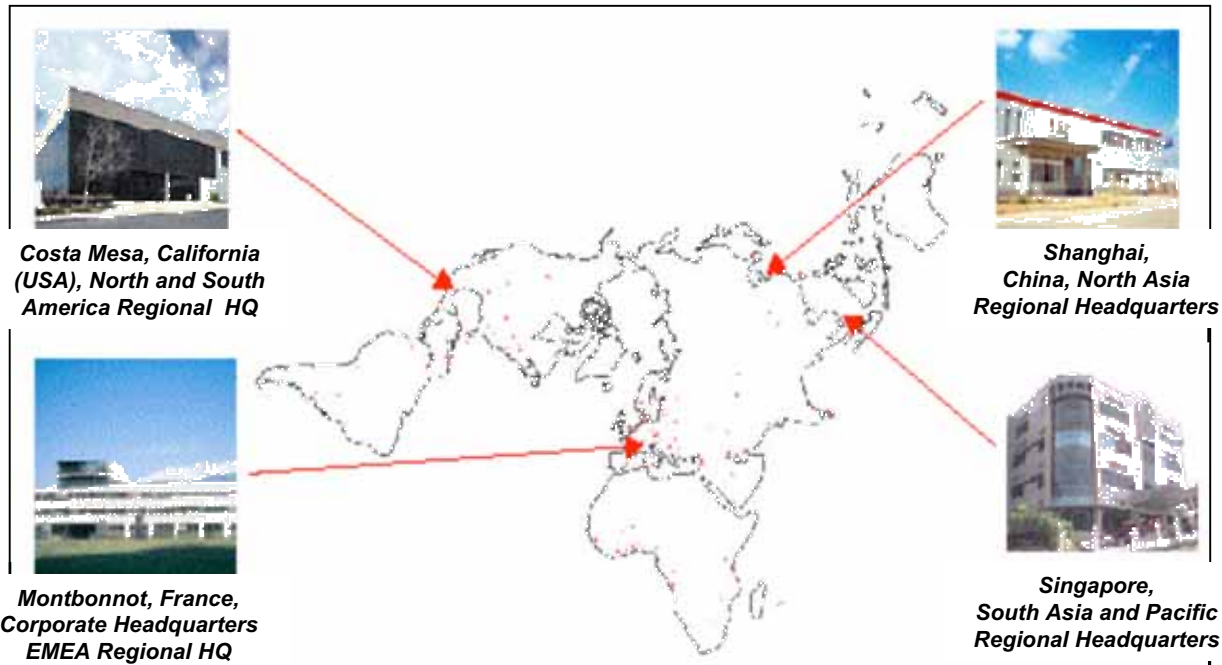 Costa Mesa, California
(USA), North and South
America Regional HQ
Shanghai,
China, North Asia
Regional Headquarters
Montbonnot, France,
Corporate Headquarters
EMEA Regional HQ
Singapore,
South Asia and Pacific
Regional Headquarters